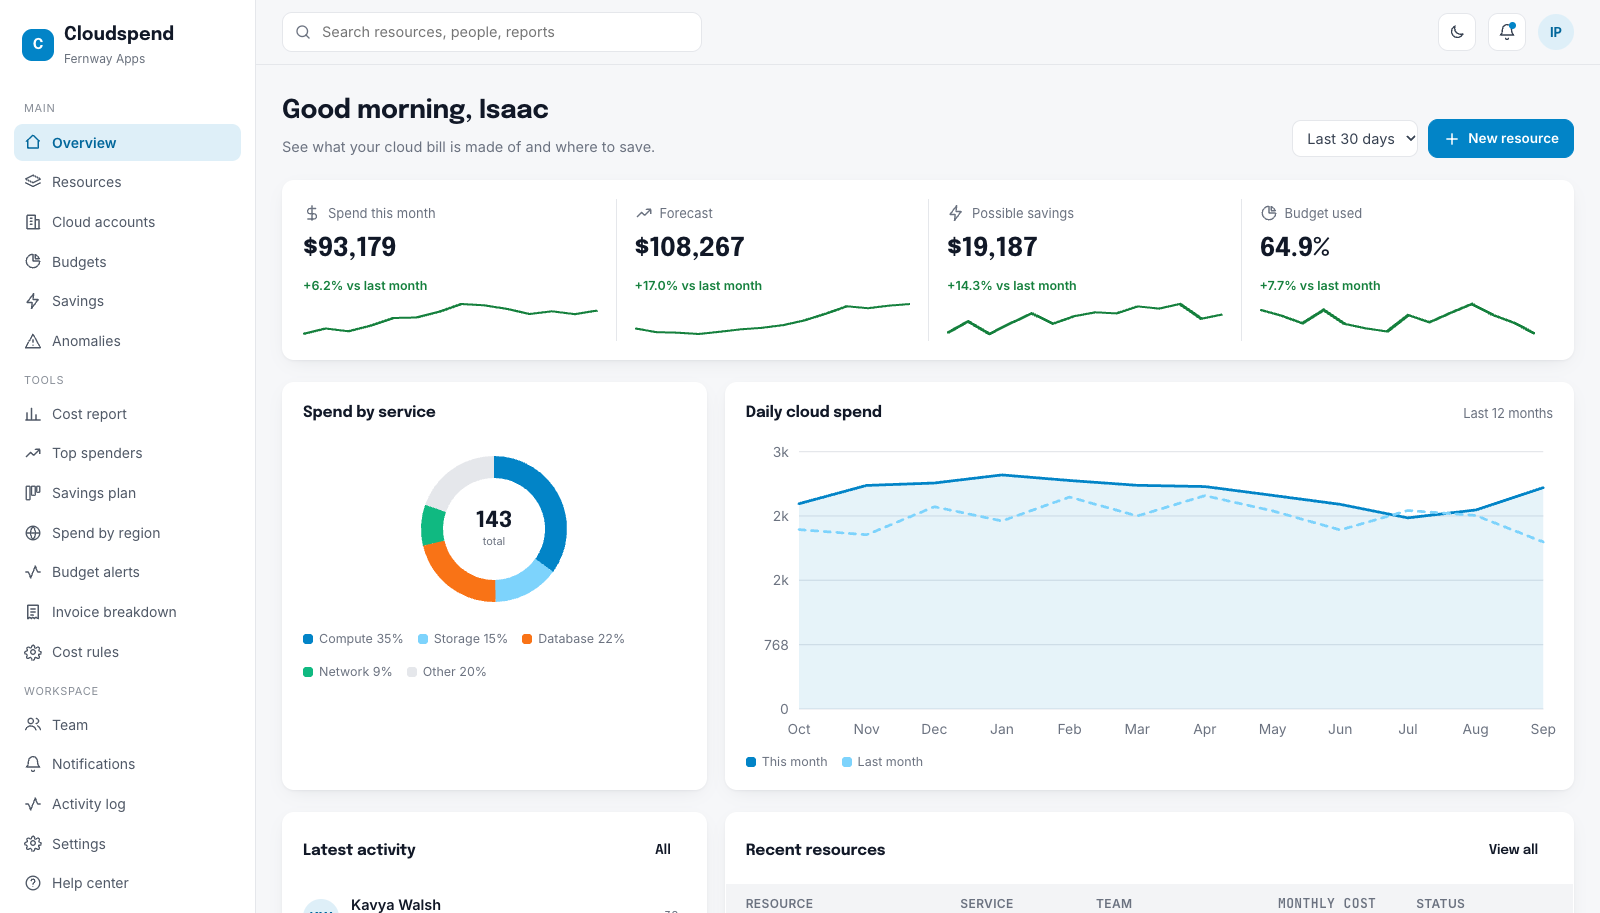 C
Cloudspend
Fernway Apps
MAIN
Overview
Resources
Cloud accounts
Budgets
Savings
Anomalies
TOOLS
Cost report
Top spenders
Savings plan
Spend by region
Budget alerts
Invoice breakdown
Cost rules
WORKSPACE
Team
Notifications
Activity log
Settings
Help center
Search resources, people, reports
IP
Good morning, Isaac
See what your cloud bill is made of and where to save.
Last 30 days
New resource
Spend this month
$93,179
+6.2% vs last month
Forecast
$108,267
+17.0% vs last month
Possible savings
$19,187
+14.3% vs last month
Budget used
64.9%
+7.7% vs last month
Spend by service
143
total
Compute 35%
Storage 15%
Database 22%
Network 9%
Other 20%
Daily cloud spend
Last 12 months
3k
2k
2k
768
0
Oct Nov Dec Jan Feb Mar Apr May Jun Jul Aug Sep
This month
Last month
Latest activity
All
Kavya Walsh
Recent resources
View all
RESOURCE SERVICE TEAM MONTHLY COST STATUS